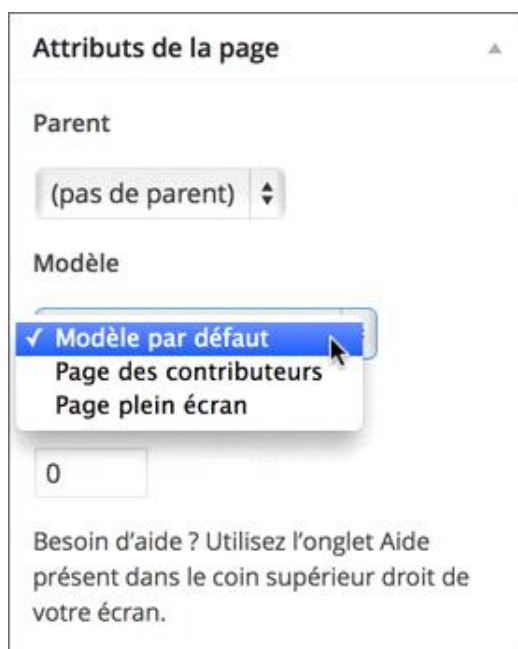 Attributs de la page
Parent
(pas de parent)
Modèle
✓ Modèle par défaut
Page des contributeurs
Page plein écran
0
Besoin d’aide ? Utilisez l’onglet Aide
présent dans le coin supérieur droit de
votre écran.